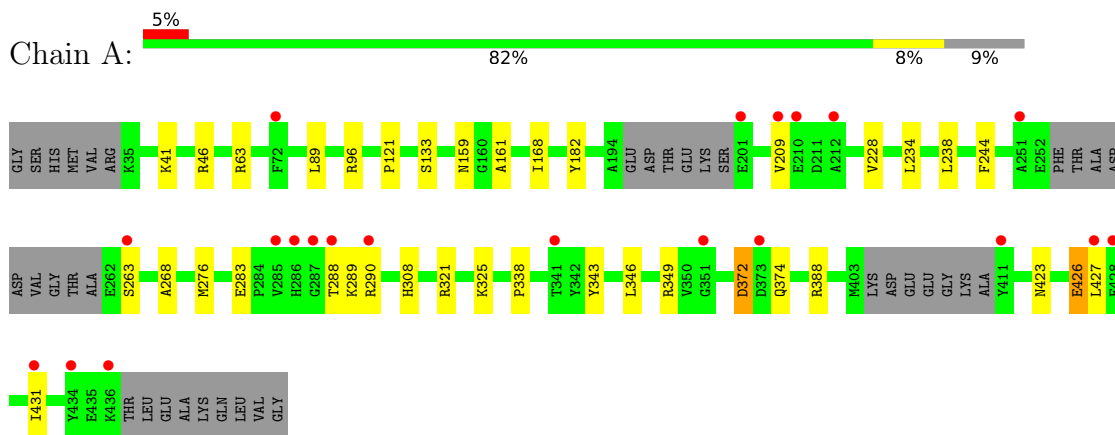 5%
Chain A:
82% 8% 9%
GLY SER HIS MET VAL ARG K35 K41 R46 R63 F72 L89 R96 P121 S133 N159 G160 A161 I168 Y182 A194 GLU ASP THR GLU LYS SER E201 V209 E210 D211 A212 V228 L234 L238 F244 A251 E252 PHE THR ALA ASP
ASP VAL GLY THR ALA E262 S263 A268 M276 E283 P284 V285 H286 G287 T288 K289 R290 H308 R321 K325 P338 T341 Y342 Y343 L346 R349 V350 G351 D372 D373 Q374 R388 M403 LYS ASP GLU GLU GLY LYS ALA Y411 N423 E426 L427
I431 Y434 E435 K436 THR LEU GLU ALA LYS GLN LEU VAL GLY